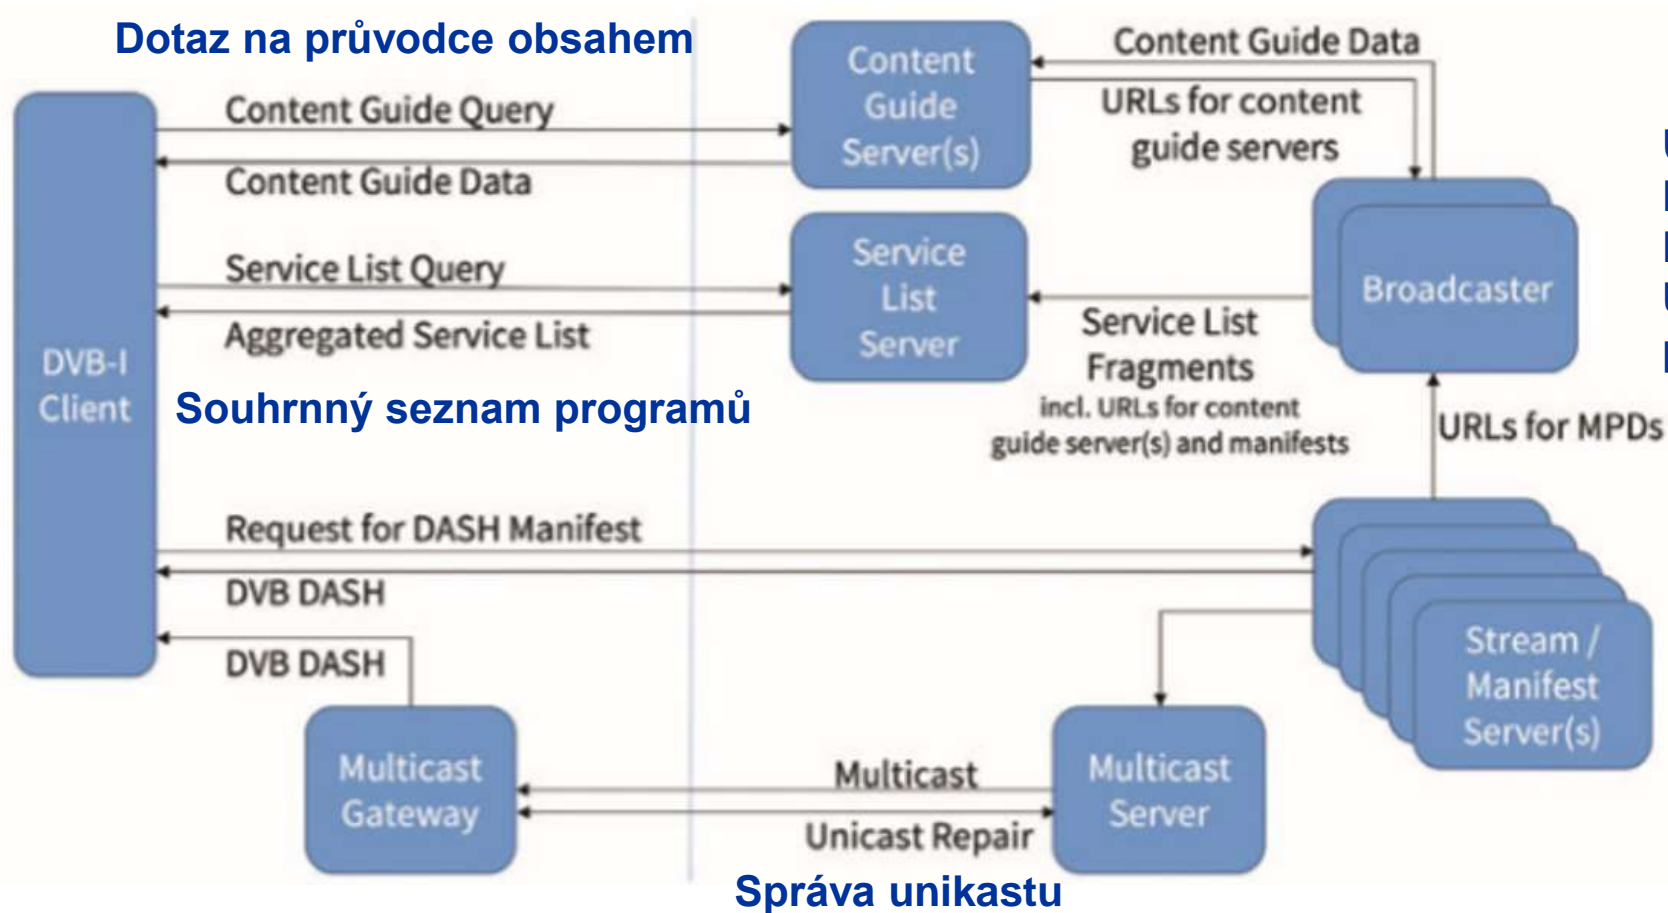 Dotaz na průvodce obsahem
Content Guide Query
Content Guide Data
Content
Guide
Server(s)
Content Guide Data
URLs for content
guide servers
Service List Query
Aggregated Service List
Service
List
Server
Service List
Fragments
incl. URLs for content
guide server(s) and manifests
Broadcaster
DVB-I
Client
Souhrnný seznam programů
URLs for MPDs
Request for DASH Manifest
DVB DASH
DVB DASH
Stream /
Manifest
Server(s)
Multicast
Gateway
Multicast
Unicast Repair
Multicast
Server
Správa unikastu